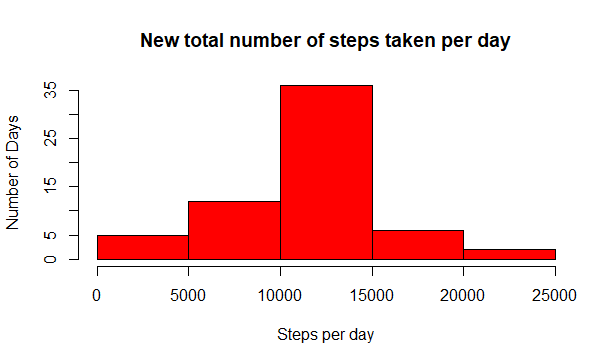 New total number of steps taken per day
Number of Days
35
25
15
5
0
0 5000 10000 15000 20000 25000
Steps per day